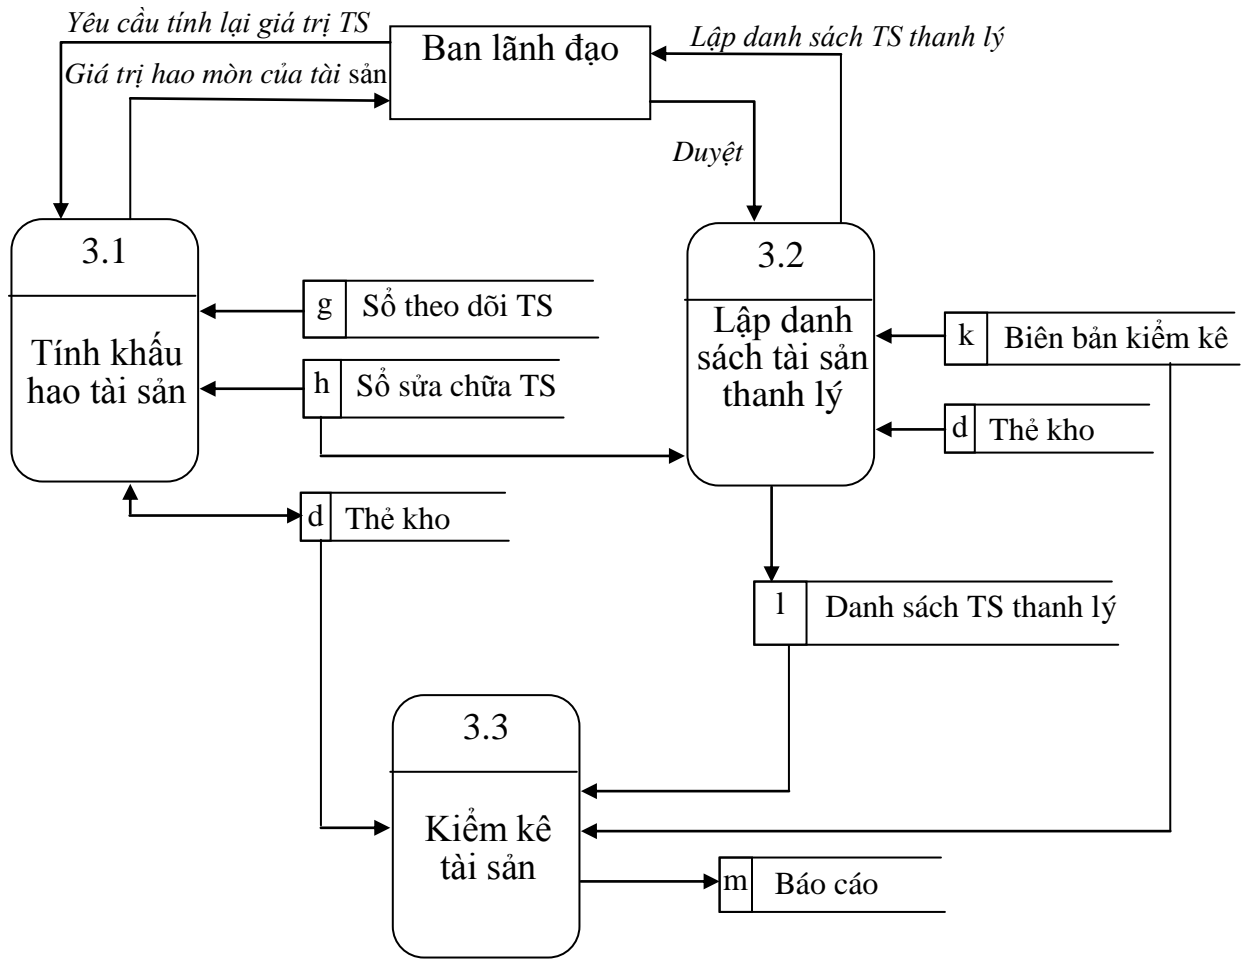 Yêu cầu tính lại giá trị TS
Ban lãnh đạo
Lập danh sách TS thanh lý
Giá trị hao mòn của tài sản
Duyệt
3.1
3.2
Tính khấu
hao tài sản
g Sổ theo dõi TS
h Sổ sửa chữa TS
Lập danh
sách tài sản
thanh lý
k Biên bản kiểm kê
d Thẻ kho
d Thẻ kho
l Danh sách TS thanh lý
3.3
Kiểm kê
tài sản
m Báo cáo